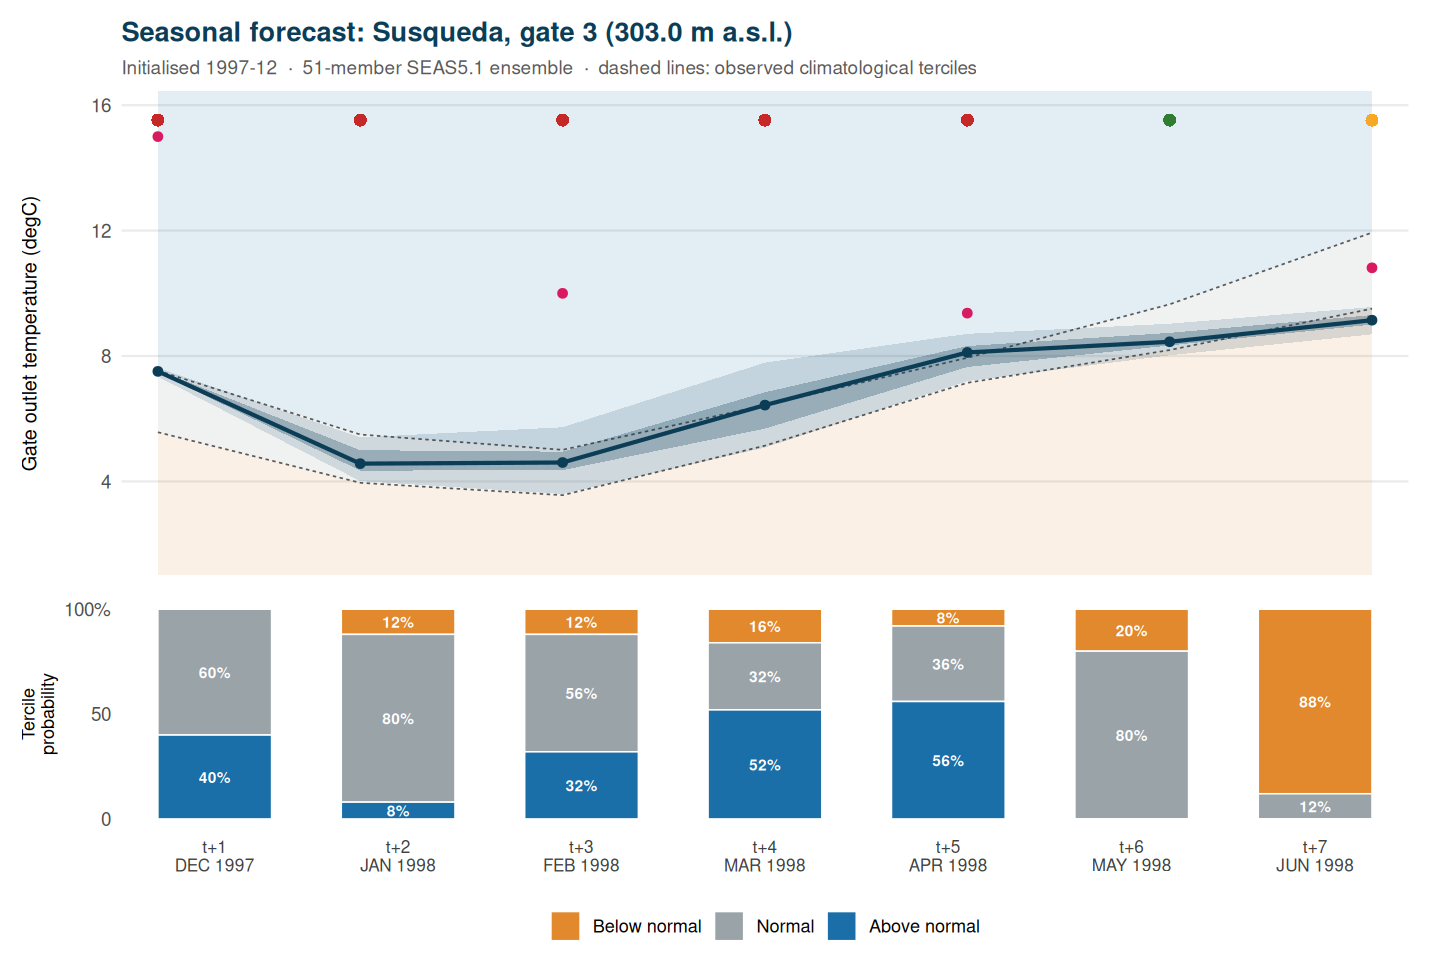 Seasonal forecast: Susqueda, gate 3 (303.0 m a.s.l.)
Initialised 1997-12 · 51-member SEAS5.1 ensemble · dashed lines: observed climatological terciles
Gate outlet temperature (degC)
16
12
8
4
Tercile
probability
100%
50
0
60%
40%
12%
80%
8%
12%
56%
32%
16%
32%
52%
8%
36%
56%
20%
80%
88%
12%
t+1
DEC 1997
t+2
JAN 1998
t+3
FEB 1998
t+4
MAR 1998
t+5
APR 1998
t+6
MAY 1998
t+7
JUN 1998
Below normal
Normal
Above normal